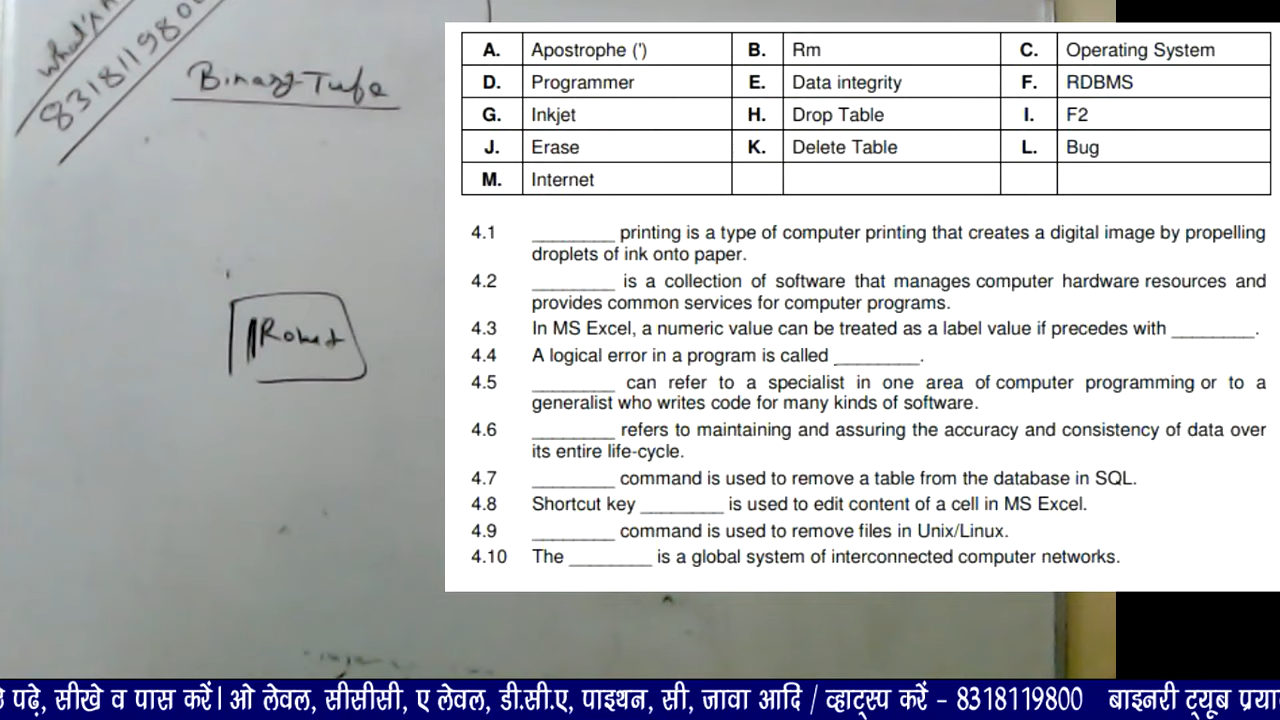 what's A
8318119800
Binary Tube
Robert
A. Apostrophe (') B. Rm C. Operating System
D. Programmer E. Data integrity F. RDBMS
G. Inkjet H. Drop Table I. F2
J. Erase K. Delete Table L. Bug
M. Internet
4.1 ________ printing is a type of computer printing that creates a digital image by propelling
droplets of ink onto paper.
4.2 ________ is a collection of software that manages computer hardware resources and
provides common services for computer programs.
4.3 In MS Excel, a numeric value can be treated as a label value if precedes with ________.
4.4 A logical error in a program is called ________.
4.5 ________ can refer to a specialist in one area of computer programming or to a
generalist who writes code for many kinds of software.
4.6 ________ refers to maintaining and assuring the accuracy and consistency of data over
its entire life-cycle.
4.7 ________ command is used to remove a table from the database in SQL.
4.8 Shortcut key ________ is used to edit content of a cell in MS Excel.
4.9 ________ command is used to remove files in Unix/Linux.
4.10 The ________ is a global system of interconnected computer networks.
पढ़े, सीखे व पास करें। ओ लेवल, सीसीसी, ए लेवल, डी.सी.ए, पाइथन, सी, जावा आदि / व्हाट्स्प करें - 8318119800 बाइनरी ट्यूब प्रया